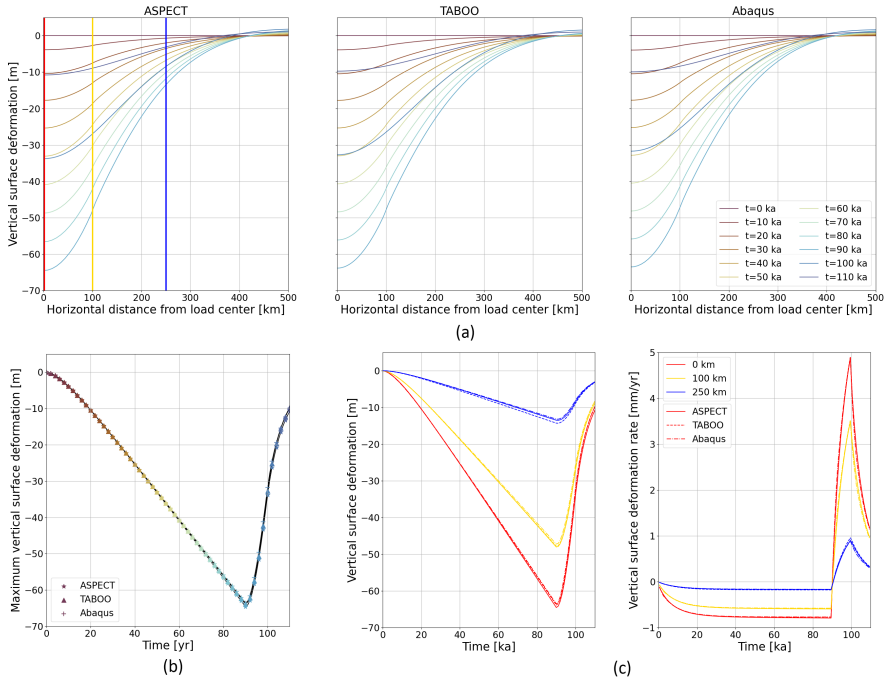 ASPECT TABOO Abaqus
Vertical surface deformation [m]
0
−10
−20
−30
−40
−50
−60
−70
t=0 ka t=60 ka
t=10 ka t=70 ka
t=20 ka t=80 ka
t=30 ka t=90 ka
t=40 ka t=100 ka
t=50 ka t=110 ka
0 100 200 300 400 500 0 100 200 300 400 500 0 100 200 300 400 500
Horizontal distance from load center [km] Horizontal distance from load center [km] Horizontal distance from load center [km]
(a)
Maximum vertical surface deformation [m]
0
−10
−20
−30
−40
−50
−60
−70
ASPECT
TABOO
Abaqus
0 20 40 60 80 100
Time [yr]
(b)
Vertical surface deformation [m]
0
−10
−20
−30
−40
−50
−60
−70
0 20 40 60 80 100
Time [ka]
Vertical surface deformation rate [mm/yr]
5
4
3
2
1
0
−1
0 km
100 km
250 km
ASPECT
TABOO
Abaqus
0 20 40 60 80 100
Time [ka]
(c)